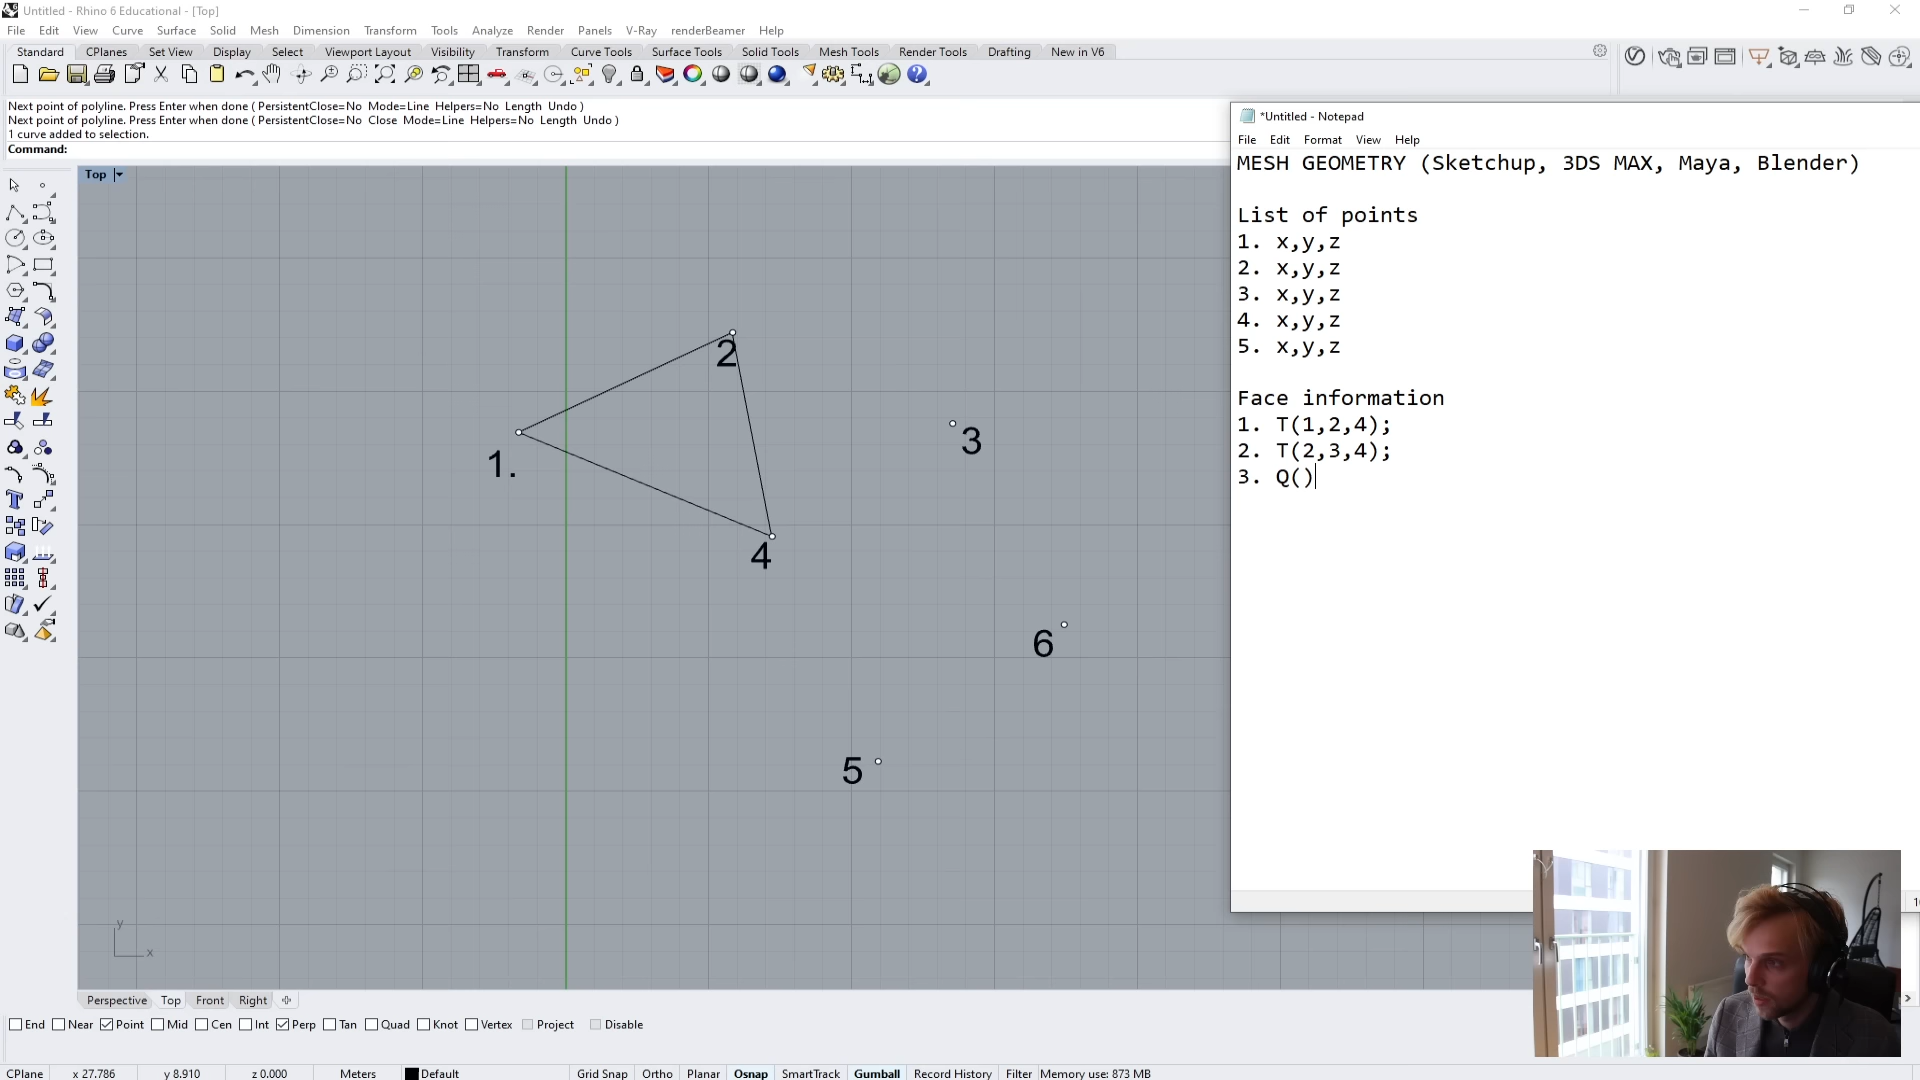 Untitled - Rhino 6 Educational - [Top]
File Edit View Curve Surface Solid Mesh Dimension Transform Tools Analyze Render Panels V-Ray renderBeamer Help
Standard CPlanes Set View Display Select Viewport Layout Visibility Transform Curve Tools Surface Tools Solid Tools Mesh Tools Render Tools Drafting New in V6
Next point of polyline. Press Enter when done ( PersistentClose=No Mode=Line Helpers=No Length Undo )
Next point of polyline. Press Enter when done ( PersistentClose=No Close Mode=Line Helpers=No Length Undo )
1 curve added to selection.
Command:
Top
2
3
1.
4
6
5
y
x
*Untitled - Notepad
File Edit Format View Help
MESH GEOMETRY (Sketchup, 3DS MAX, Maya, Blender)
List of points
1. x,y,z
2. x,y,z
3. x,y,z
4. x,y,z
5. x,y,z
Face information
1. T(1,2,4);
2. T(2,3,4);
3. Q()
Perspective Top Front Right
End Near Point Mid Cen Int Perp Tan Quad Knot Vertex Project Disable
CPlane x 27.786 y 8.910 z 0.000 Meters Default Grid Snap Ortho Planar Osnap SmartTrack Gumball Record History Filter Memory use: 873 MB